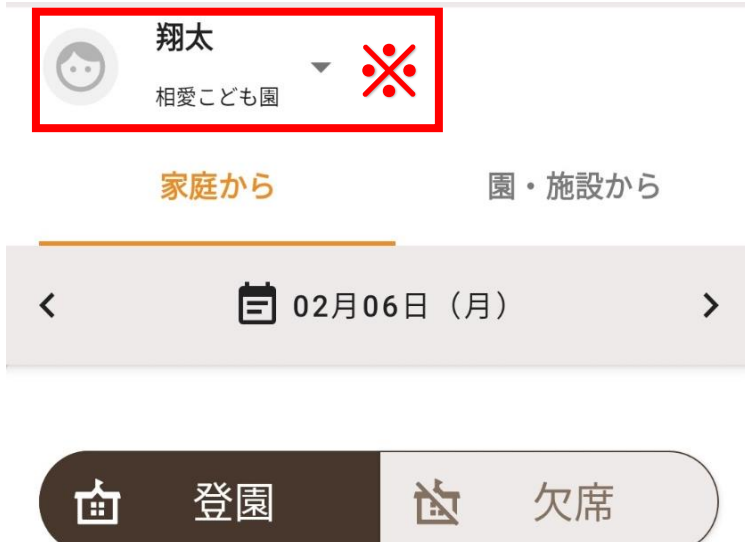 翔太
※
相愛こども園
家庭から
園・施設から
02月06日（月）
登園
欠席